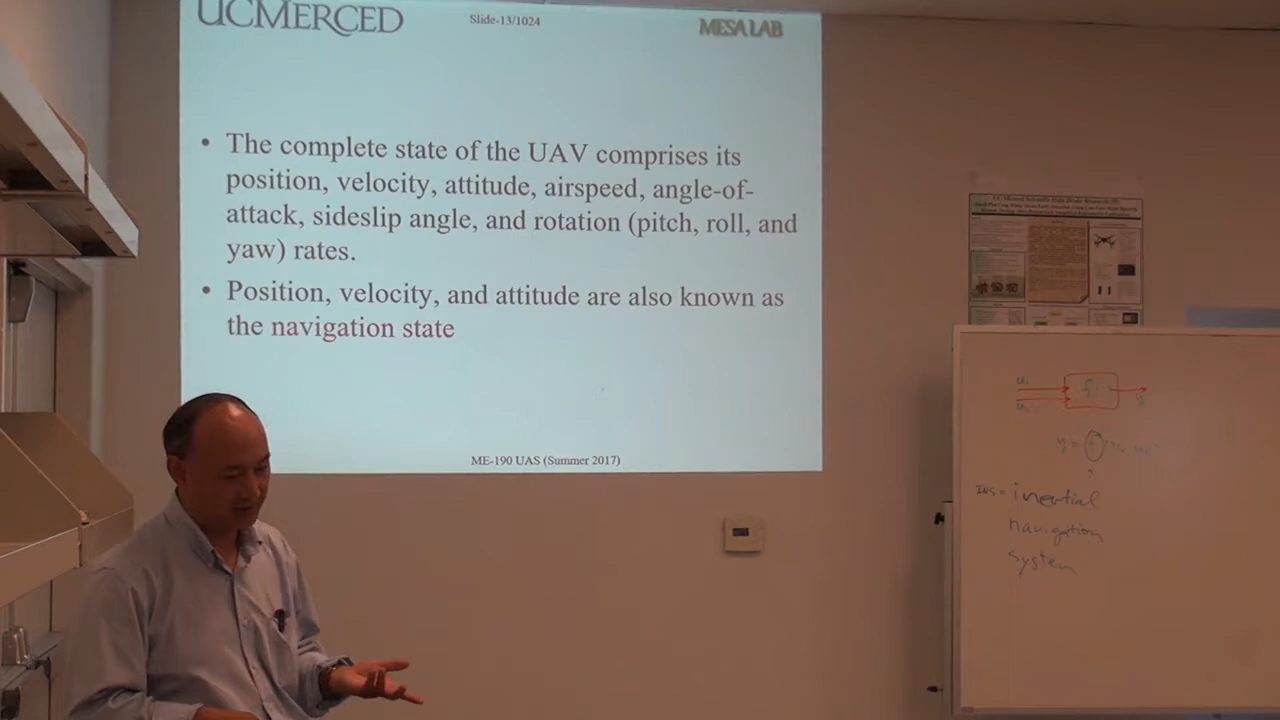 UCMERCED
Slide-13/1024
MESA LAB
• The complete state of the UAV comprises its
position, velocity, attitude, airspeed, angle-of-
attack, sideslip angle, and rotation (pitch, roll, and
yaw) rates.
• Position, velocity, and attitude are also known as
the navigation state
ME-190 UAS (Summer 2017)
y =
INS = inertial
navigation
system